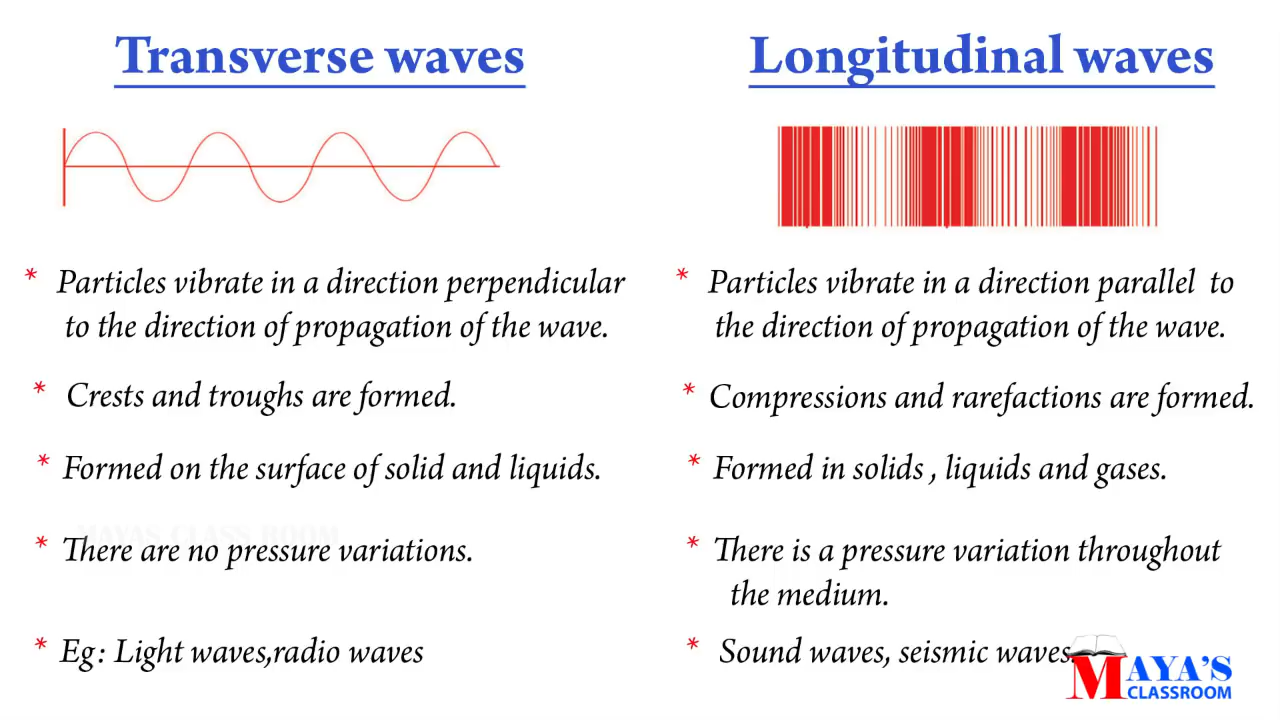 Transverse waves
* Particles vibrate in a direction perpendicular
to the direction of propagation of the wave.
* Crests and troughs are formed.
* Formed on the surface of solid and liquids.
MAYAS CLASS ROOM
* There are no pressure variations.
* Eg: Light waves,radio waves
Longitudinal waves
* Particles vibrate in a direction parallel to
the direction of propagation of the wave.
* Compressions and rarefactions are formed.
* Formed in solids , liquids and gases.
* There is a pressure variation throughout
the medium.
* Sound waves, seismic waves.
MAYA'S
CLASSROOM